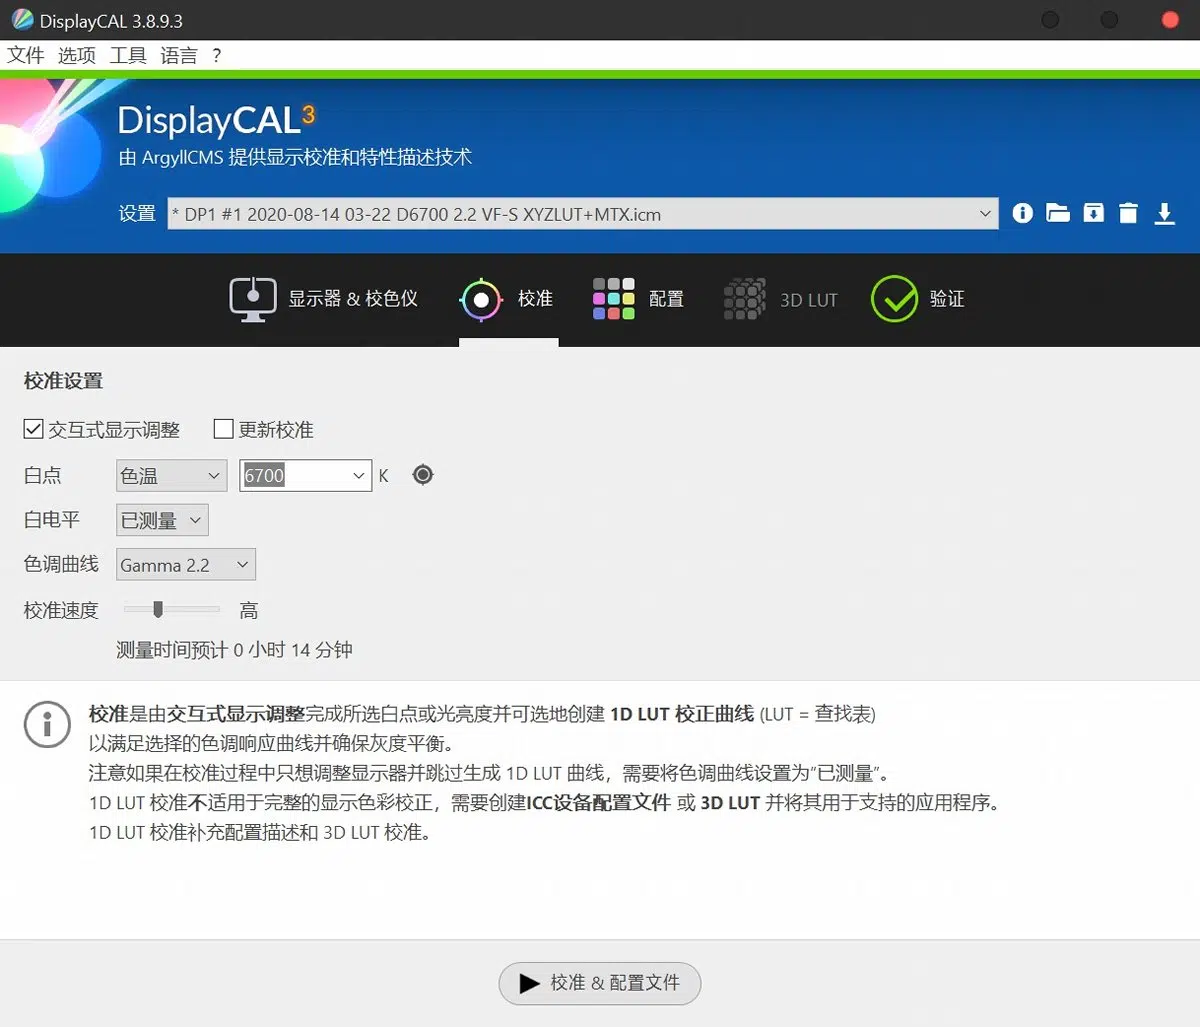 DisplayCAL 3.8.9.3
文件 选项 工具 语言 ?
DisplayCAL3
由 ArgyllCMS 提供显示校准和特性描述技术
设置 * DP1 #1 2020-08-14 03-22 D6700 2.2 VF-S XYZLUT+MTX.icm
显示器 & 校色仪 校准 配置 3D LUT 验证
校准设置
交互式显示调整 更新校准
白点 色温 6700 K
白电平 已测量
色调曲线 Gamma 2.2
校准速度 高
测量时间预计 0 小时 14 分钟
校准是由交互式显示调整完成所选白点或光亮度并可选地创建 1D LUT 校正曲线 (LUT = 查找表)
以满足选择的色调响应曲线并确保灰度平衡。
注意如果在校准过程中只想调整显示器并跳过生成 1D LUT 曲线，需要将色调曲线设置为“已测量”。
1D LUT 校准不适用于完整的显示色彩校正，需要创建ICC设备配置文件 或 3D LUT 并将其用于支持的应用程序。
1D LUT 校准补充配置描述和 3D LUT 校准。
校准 & 配置文件